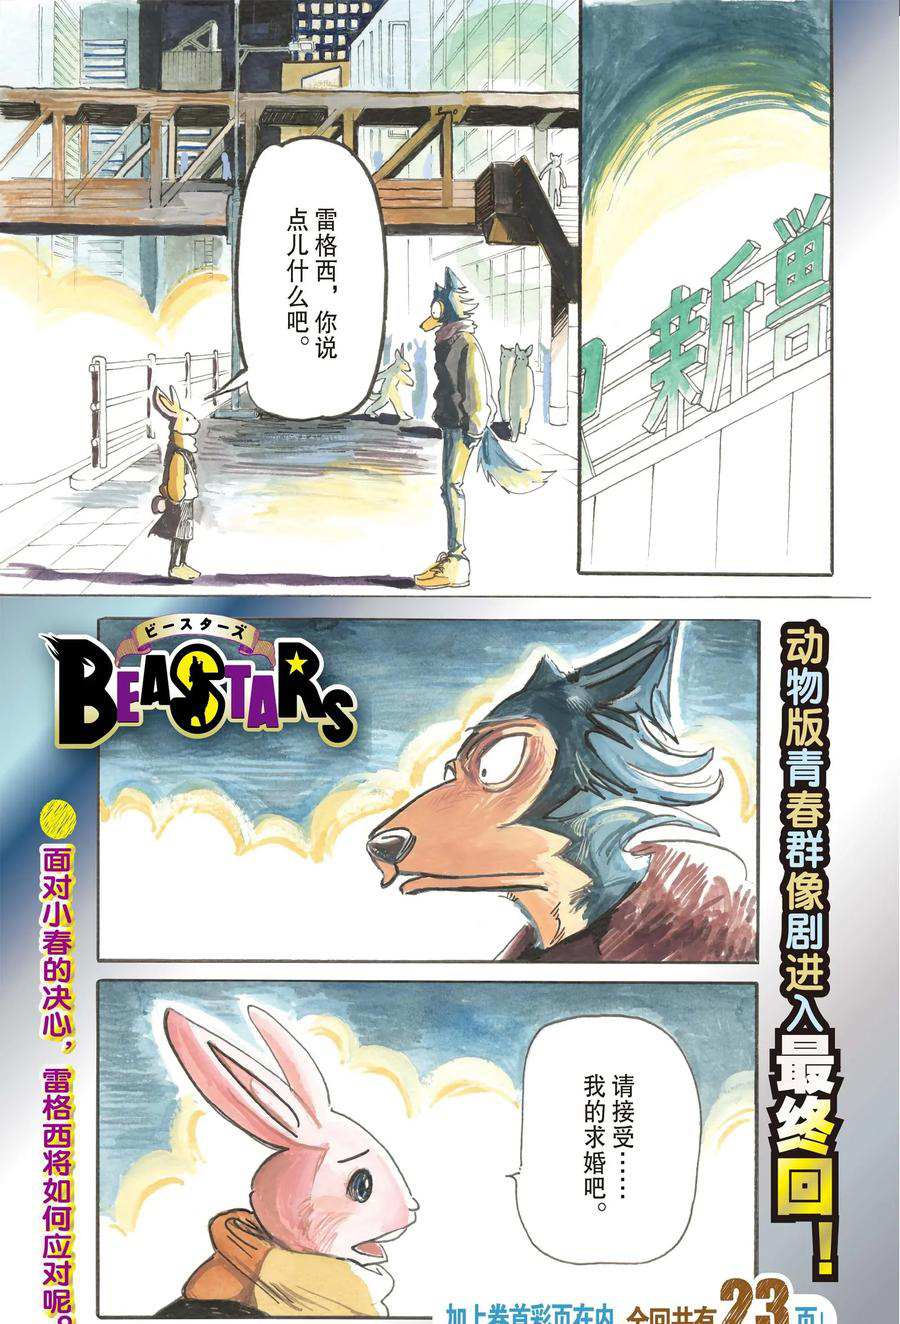 新兽
雷格西，你说
点儿什么吧。
ビースターズ
BEASTARS
动物版青春群像剧进入最终回！
请接受……
我的求婚吧。
面对小春的决心，雷格西将如何应对呢？
加上卷首彩页在内，全回共有23页！